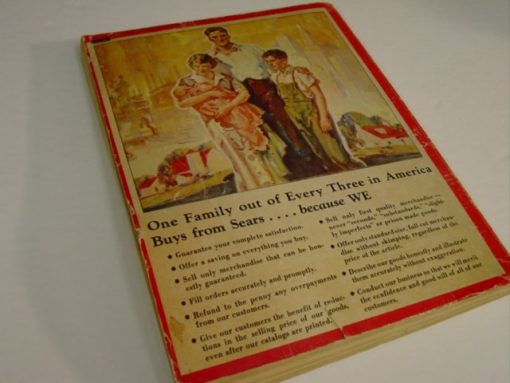 One Family out of Every Three in America
Buys from Sears . . . . because WE
• Guarantee your complete satisfaction.
• Offer a saving on everything you buy.
• Sell only merchandise that can be hon-
estly guaranteed.
• Fill orders accurately and promptly.
• Refund to the penny any overpayments
from our customers.
• Give our customers the benefit of reduc-
tions in the selling price of our goods,
even after our catalogs are printed.
• Sell only first quality merchandise—
never "seconds," "substandards," "slight-
ly imperfects" or prison made goods.
• Offer only standard size, full cut merchan-
dise without skimping, regardless of the
price of the article.
• Describe our goods honestly and illustrate
them accurately without exaggeration.
• Conduct our business so that we will merit
the confidence and good will of all of our
customers.